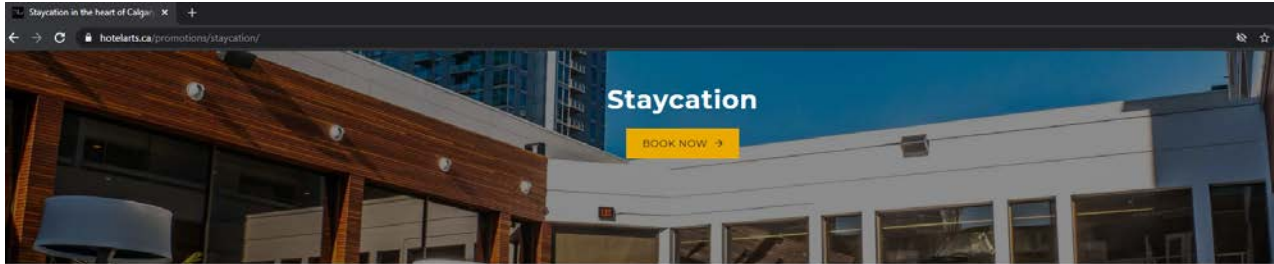 Staycation in the heart of Calgar
hotelarts.ca/promotions/staycation/
Staycation
BOOK NOW →